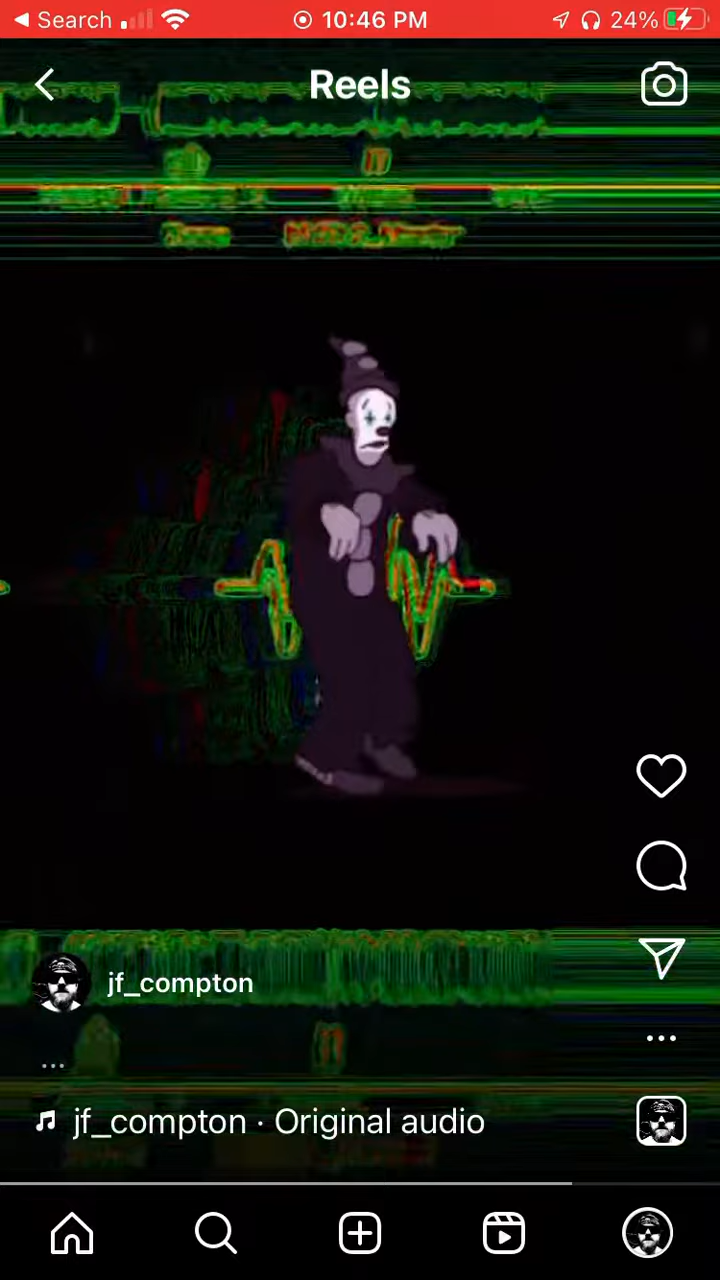 Search
10:46 PM
24%
Reels
jf_compton
...
jf_compton · Original audio